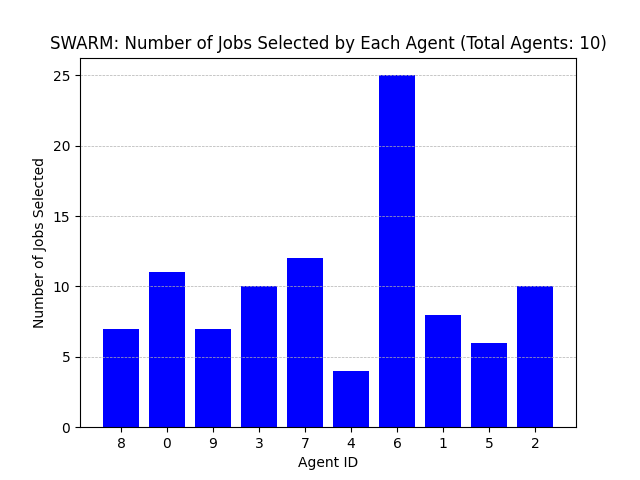 SWARM: Number of Jobs Selected by Each Agent (Total Agents: 10)
Number of Jobs Selected
25
20
15
10
5
0
8 0 9 3 7 4 6 1 5 2
Agent ID